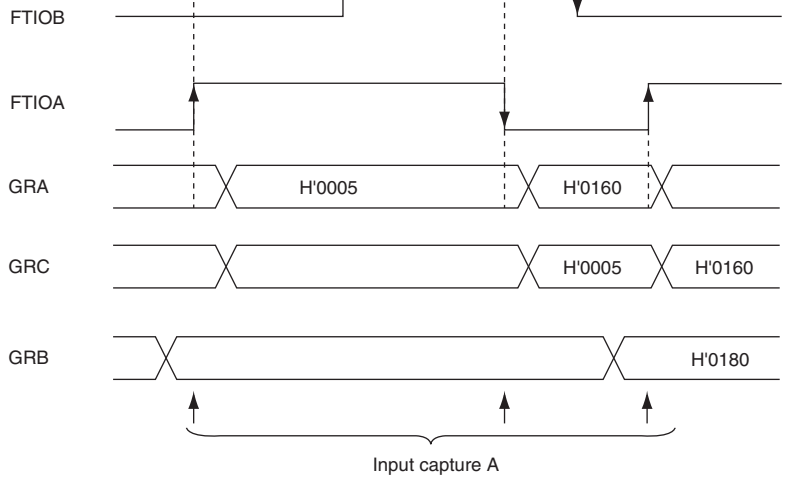 FTIOB
FTIOA
GRA H'0005 H'0160
GRC H'0005 H'0160
GRB H'0180
Input capture A